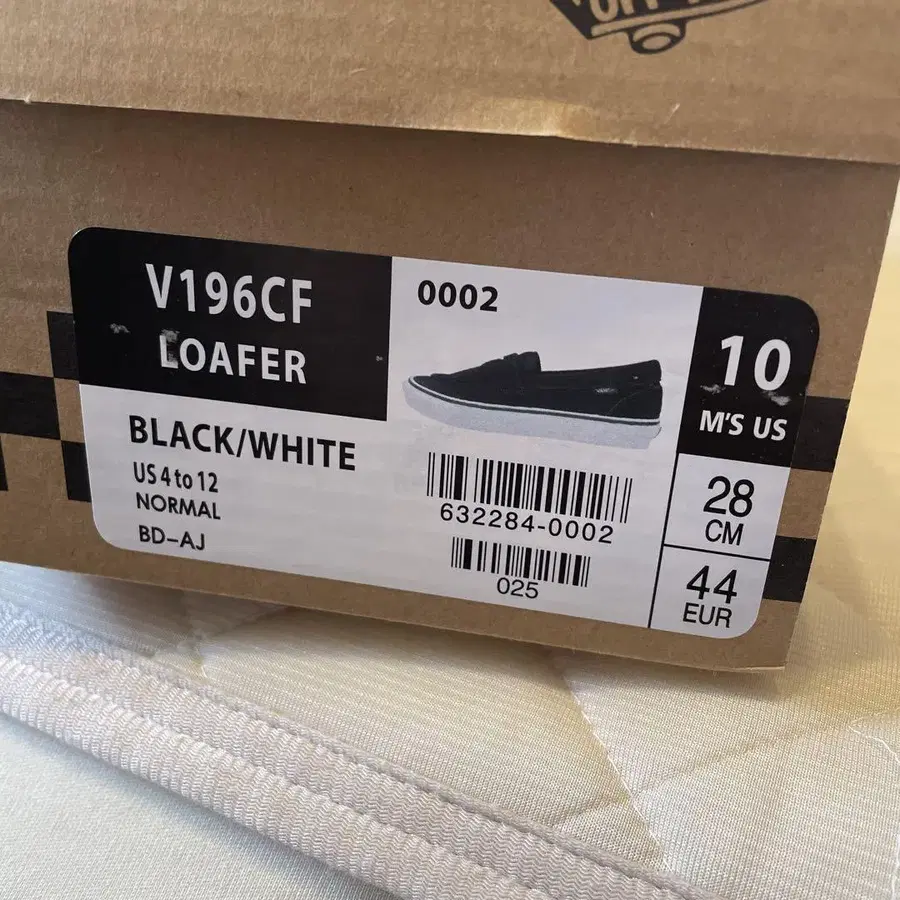 V196CF
LOAFER
BLACK/WHITE
US 4 to 12
NORMAL
BD-AJ
0002
632284-0002
025
10
M'S US
28
CM
44
EUR